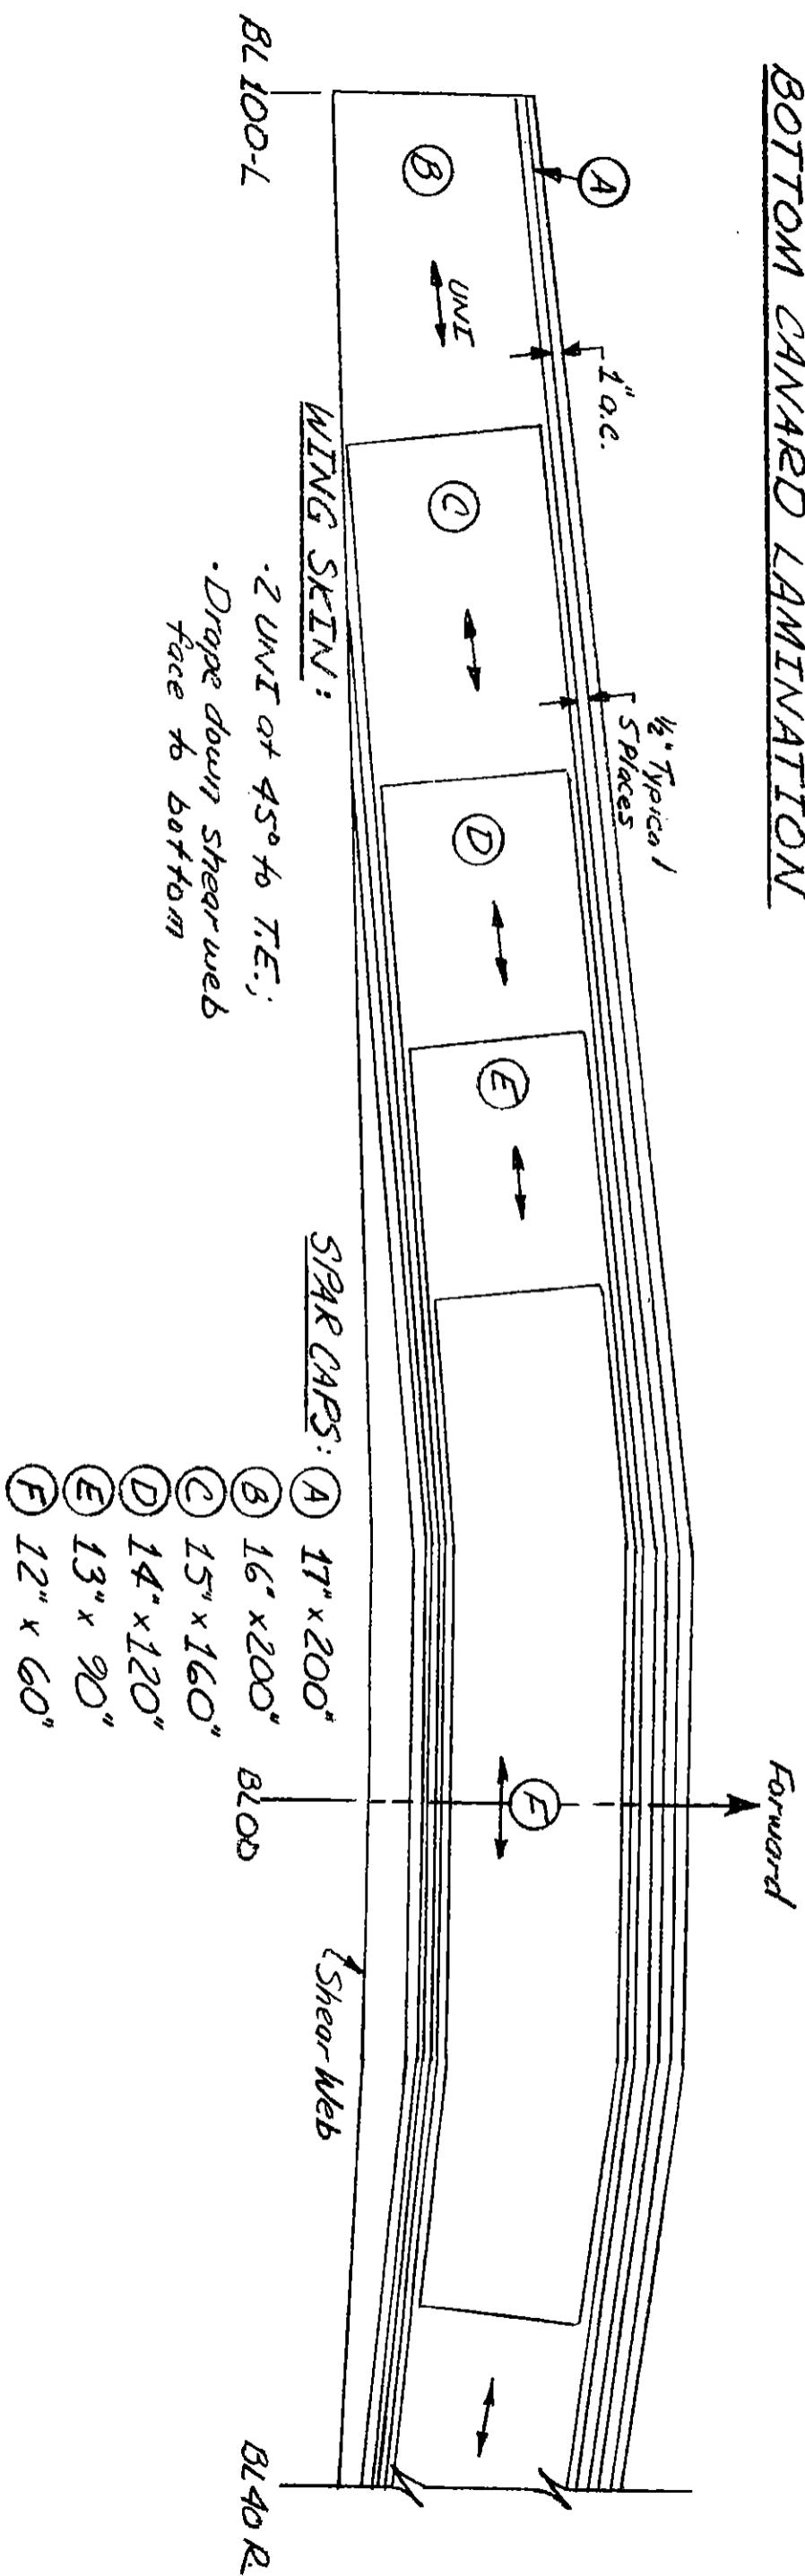 BOTTOM CANARD LAMINATION
Forward
A
1" o.c.
1/2" Typical
5 Places
B
UNI
C
D
E
F
BL 100-L
BL00
BL40 R.
Shear Web
WING SKIN:
· 2 UNI at 45° to T.E.;
· Drape down shear web
face to bottom
SPAR CAPS: A 17" x 200"
B 16" x 200"
C 15" x 160"
D 14" x 120"
E 13" x 90"
F 12" x 60"